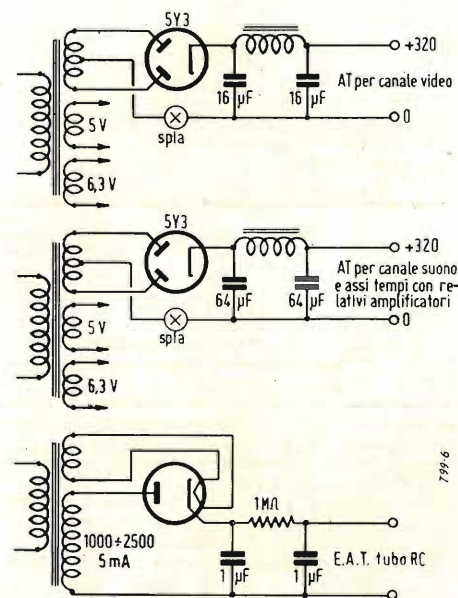 5Y3
+320
16 µF
16 µF
AT per canale video
5 V
spia
0
6,3 V
5Y3
+320
64 µF
64 µF
AT per canale suono
e assi tempi con re-
lativi amplificatori
5 V
spia
0
6,3 V
1MΩ
1000÷2500
5 mA
1 µF
1 µF
E.A.T. tubo RC
799-6